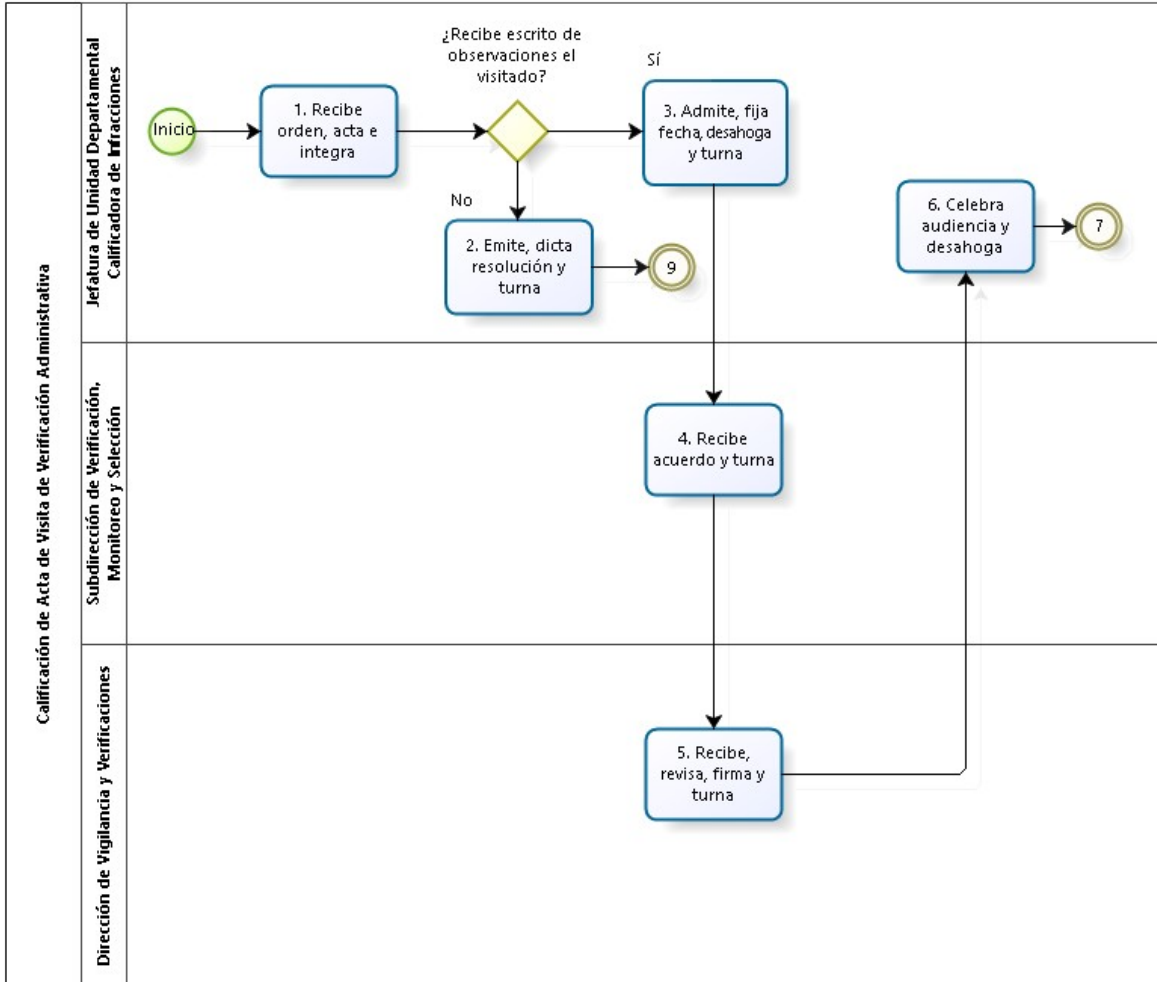 Calificación de Acta de Visita de Verificación Administrativa
Jefatura de Unidad Departamental
Calificadora de Infracciones
Inicio
1. Recibe
orden, acta e
integra
¿Recibe escrito de
observaciones el
visitado?
Sí
3. Admite, fija
fecha, desahoga
y turna
No
2. Emite, dicta
resolución y
turna
9
6. Celebra
audiencia y
desahoga
7
Subdirección de Verificación,
Monitoreo y Selección
4. Recibe
acuerdo y turna
Dirección de Vigilancia y Verificaciones
5. Recibe,
revisa, firma y
turna